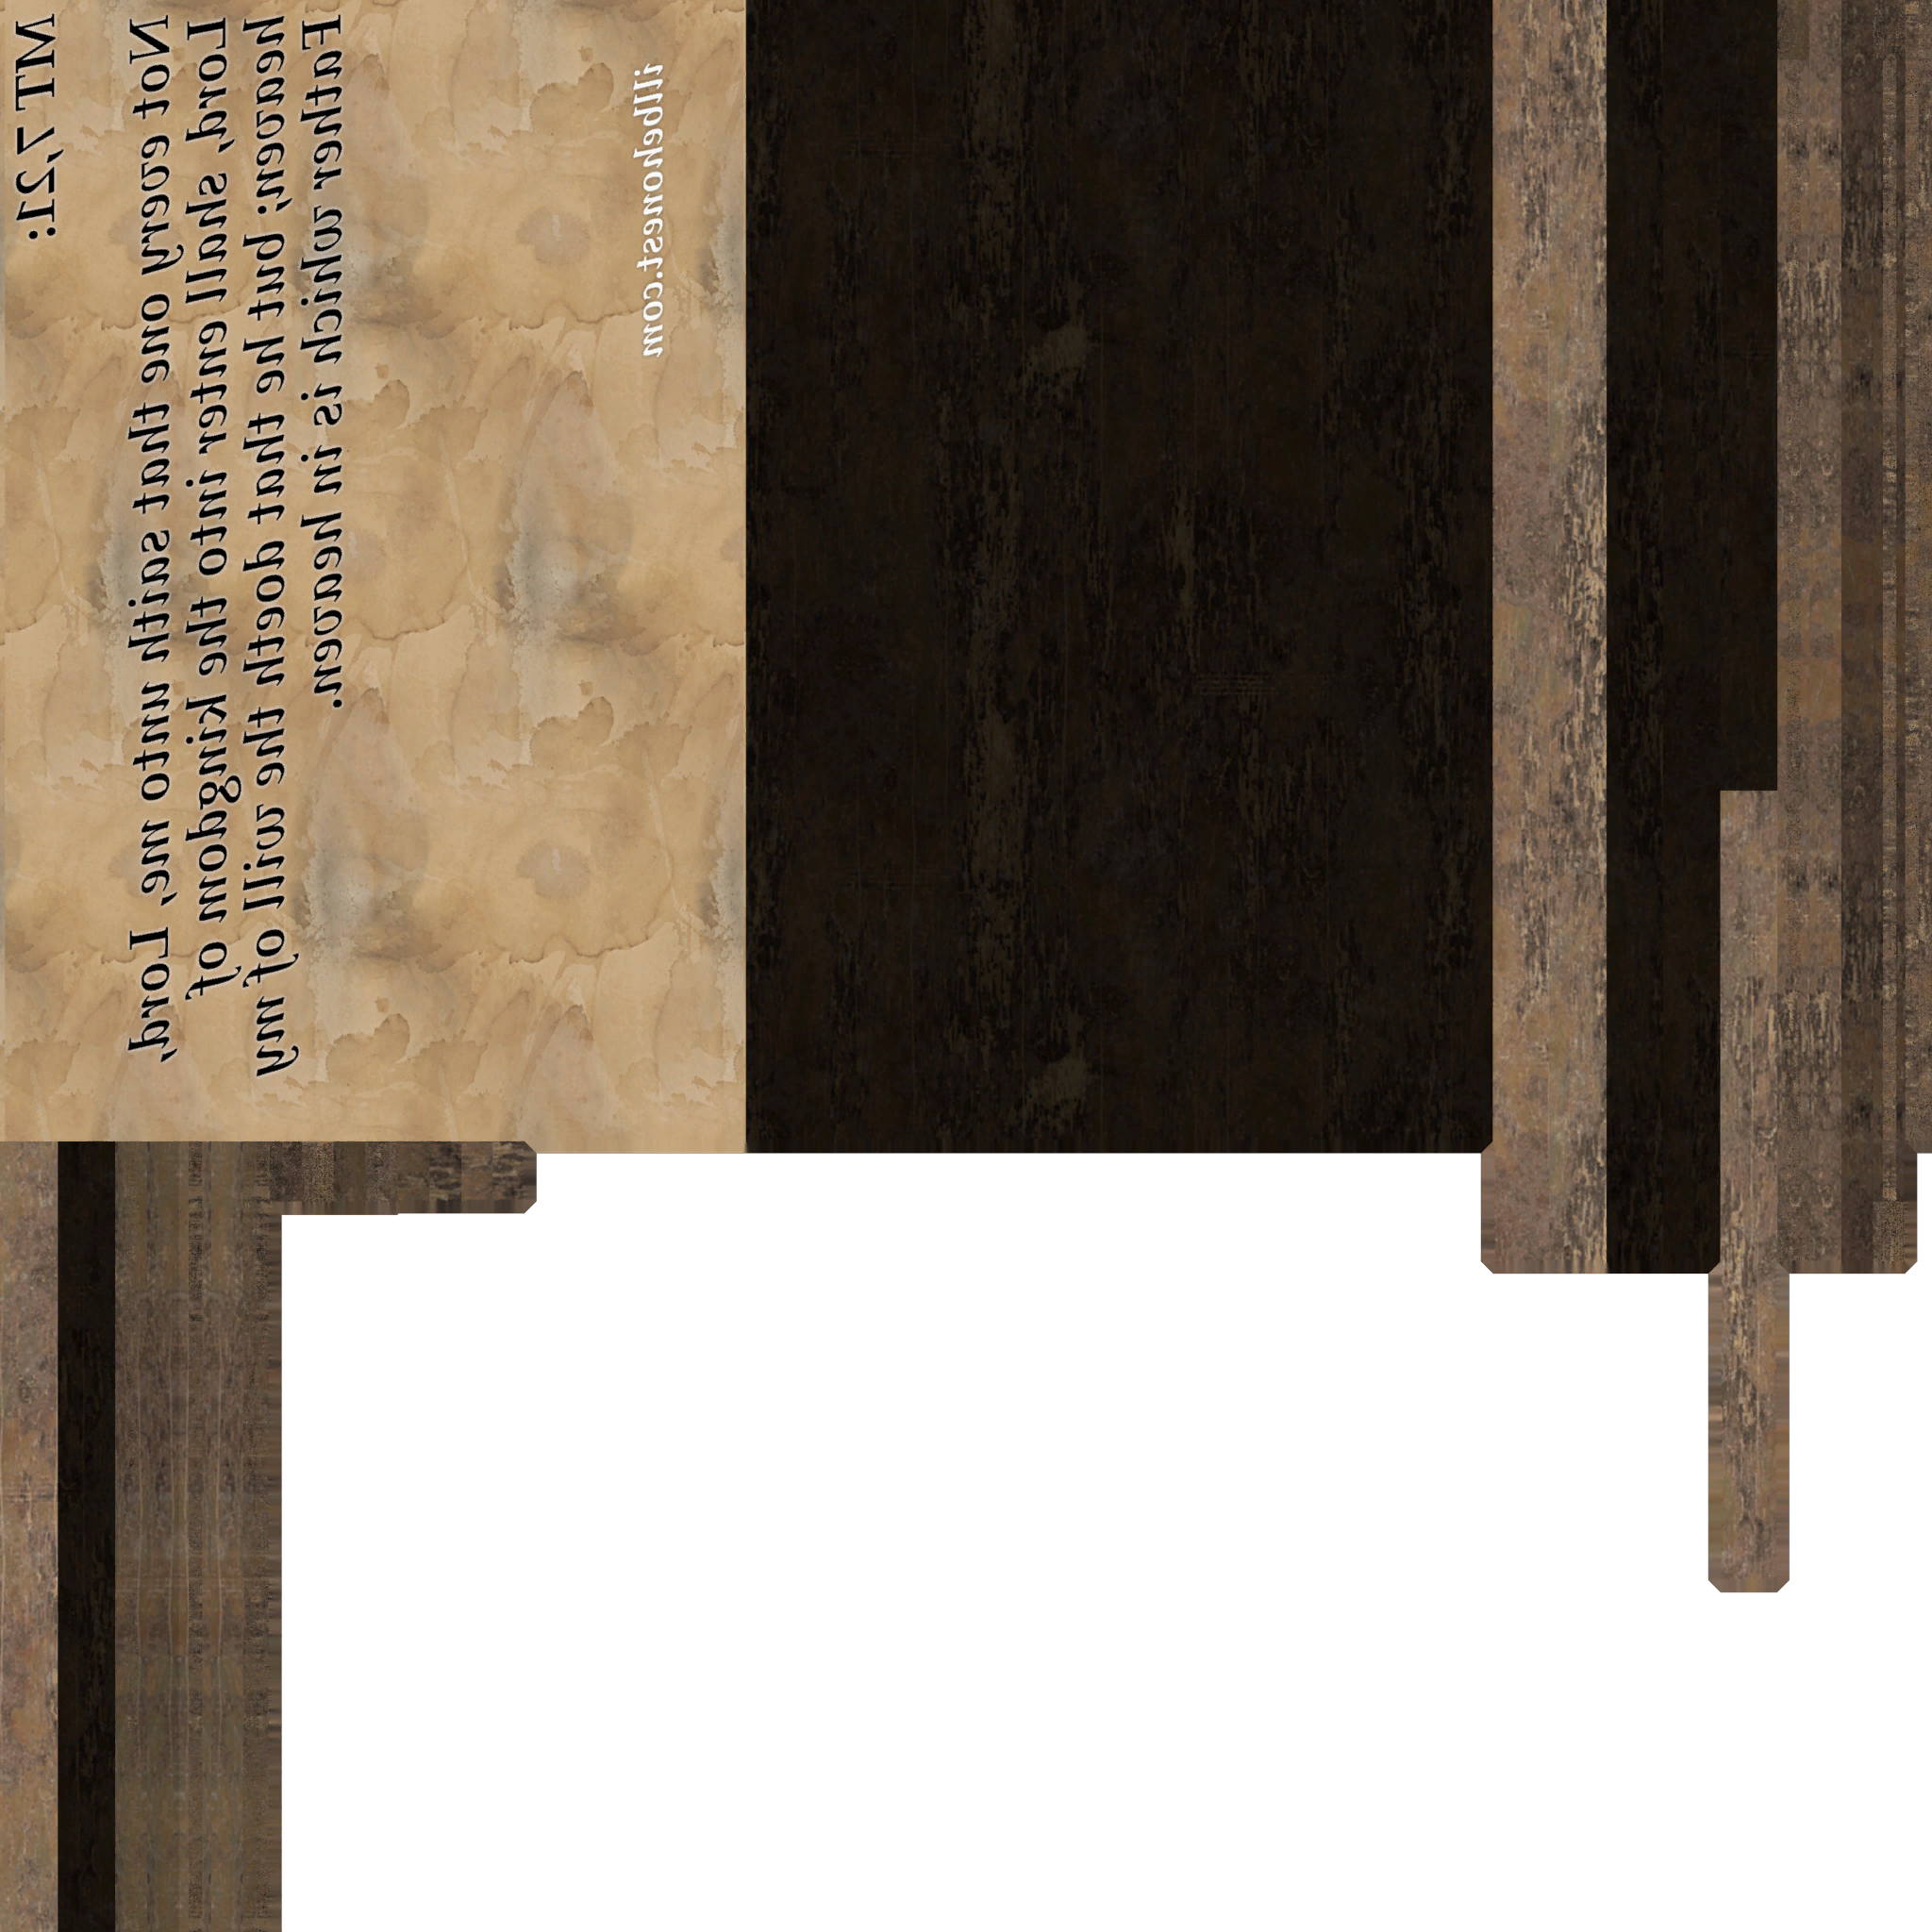 MT 7,21:
Not every one that saith unto me, Lord,
Lord, shall enter into the kingdom of
heaven; but he that doeth the will of my
Father which is in heaven.
illbehonest.com